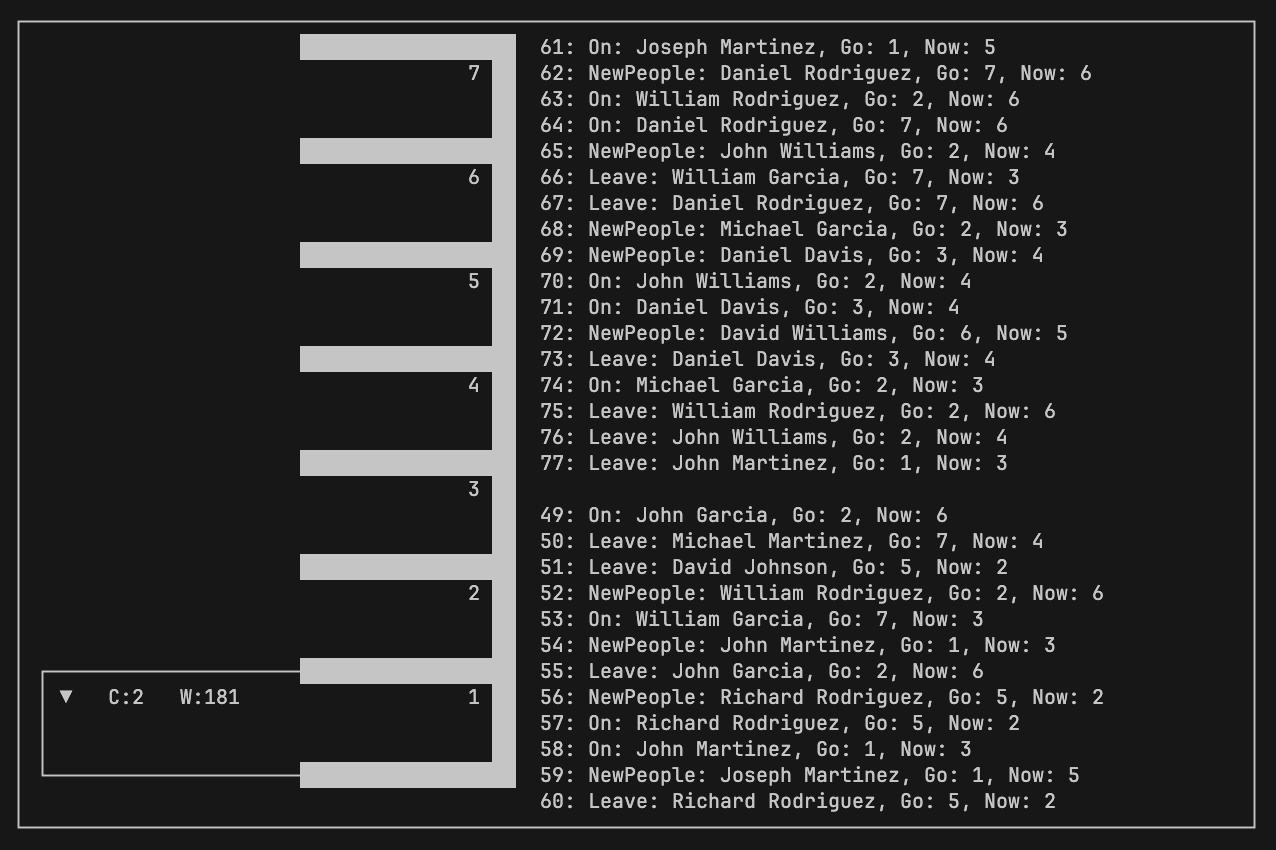 7
6
5
4
3
2
▼ C:2 W:181 1
61: On: Joseph Martinez, Go: 1, Now: 5
62: NewPeople: Daniel Rodriguez, Go: 7, Now: 6
63: On: William Rodriguez, Go: 2, Now: 6
64: On: Daniel Rodriguez, Go: 7, Now: 6
65: NewPeople: John Williams, Go: 2, Now: 4
66: Leave: William Garcia, Go: 7, Now: 3
67: Leave: Daniel Rodriguez, Go: 7, Now: 6
68: NewPeople: Michael Garcia, Go: 2, Now: 3
69: NewPeople: Daniel Davis, Go: 3, Now: 4
70: On: John Williams, Go: 2, Now: 4
71: On: Daniel Davis, Go: 3, Now: 4
72: NewPeople: David Williams, Go: 6, Now: 5
73: Leave: Daniel Davis, Go: 3, Now: 4
74: On: Michael Garcia, Go: 2, Now: 3
75: Leave: William Rodriguez, Go: 2, Now: 6
76: Leave: John Williams, Go: 2, Now: 4
77: Leave: John Martinez, Go: 1, Now: 3
49: On: John Garcia, Go: 2, Now: 6
50: Leave: Michael Martinez, Go: 7, Now: 4
51: Leave: David Johnson, Go: 5, Now: 2
52: NewPeople: William Rodriguez, Go: 2, Now: 6
53: On: William Garcia, Go: 7, Now: 3
54: NewPeople: John Martinez, Go: 1, Now: 3
55: Leave: John Garcia, Go: 2, Now: 6
56: NewPeople: Richard Rodriguez, Go: 5, Now: 2
57: On: Richard Rodriguez, Go: 5, Now: 2
58: On: John Martinez, Go: 1, Now: 3
59: NewPeople: Joseph Martinez, Go: 1, Now: 5
60: Leave: Richard Rodriguez, Go: 5, Now: 2